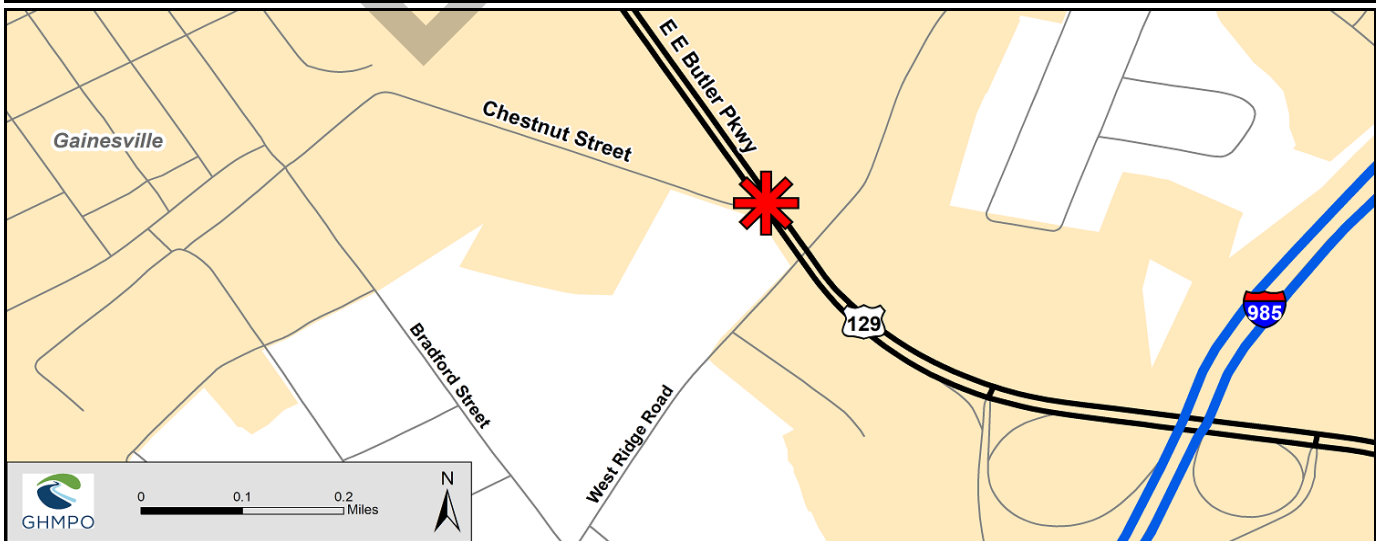 E E Butler Pkwy
Chestnut Street
Gainesville
985
129
Bradford Street
West Ridge Road
GHMPO
0 0.1 0.2
Miles
N